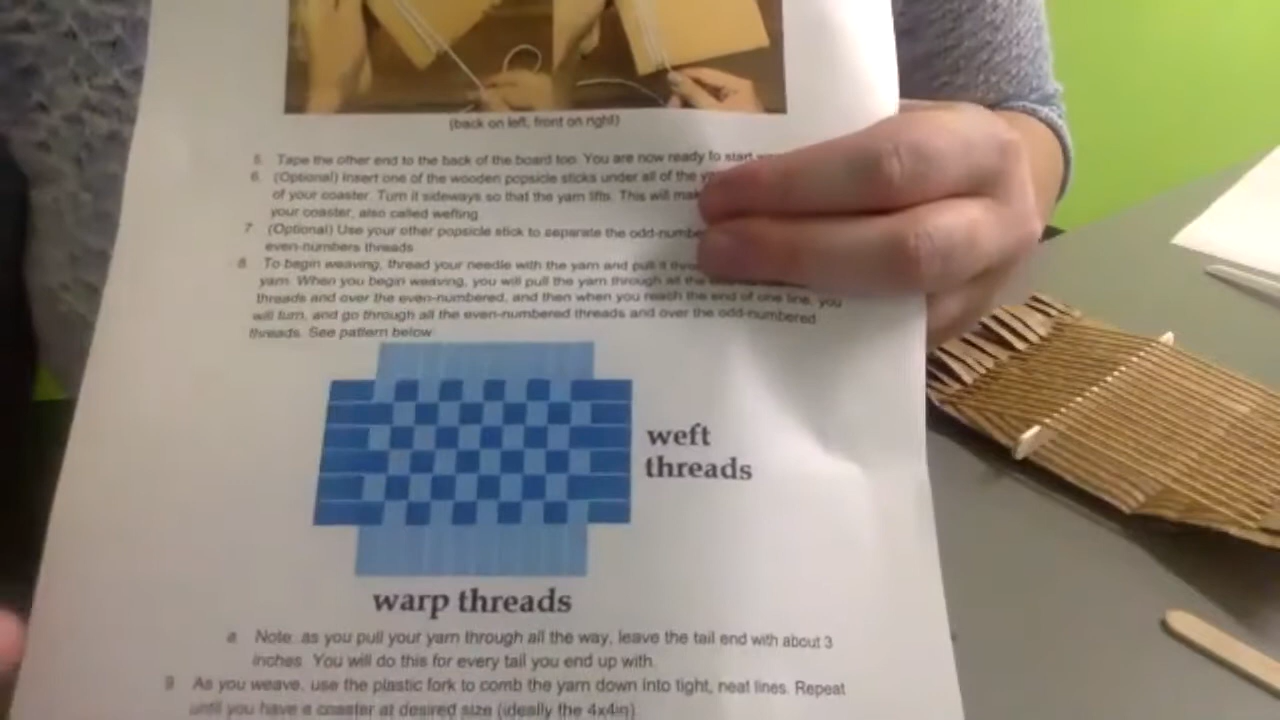 (back on left, front on right)
5. Tape the other end to the back of the board too. You are now ready to start
6. (Optional) Insert one of the wooden popsicle sticks under all of the
of your coaster. Turn it sideways so that the yarn lifts. This will
your coaster, also called wefting.
7. (Optional) Use your other popsicle stick to separate the
even-numbers threads
8. To begin weaving, thread your needle with the yarn and pull it
yarn. When you begin weaving, you will pull the yarn through all the
threads and over the even-numbered, and then when you reach the end of one line, you
will turn, and go through all the even-numbered threads and over the odd-numbered
threads. See pattern below
weft
threads
warp threads
a. Note: as you pull your yarn through all the way, leave the tail end with about 3
inches. You will do this for every tail you end up with.
9. As you weave, use the plastic fork to comb the yarn down into tight, neat lines. Repeat
until you have a coaster at desired size (ideally the 4x4in)